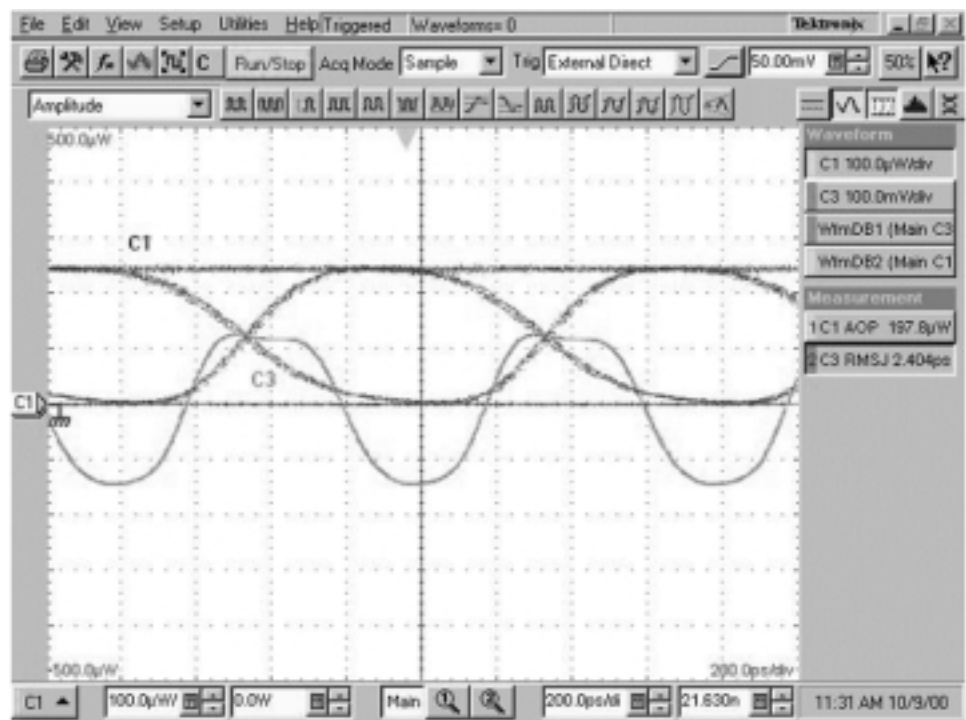 File Edit View Setup Utilities Help Triggered Waveforms= 0 Tektronix
C Run/Stop Acq Mode Sample Trig External Direct 50.00mV 50%
Amplitude
500.0µW
Waveform
C1 100.0µW/div
C3 100.0mV/div
WfmDB1 (Main C3
WfmDB2 (Main C1
Measurement
1 C1 AOP 197.8µW
2 C3 RMSJ 2.404ps
C1
C3
C1
-500.0µW
200.0ps/div
C1 100.0µW/ 0.0W Main 1 2 200.0ps/di 21.630n 11:31 AM 10/9/00